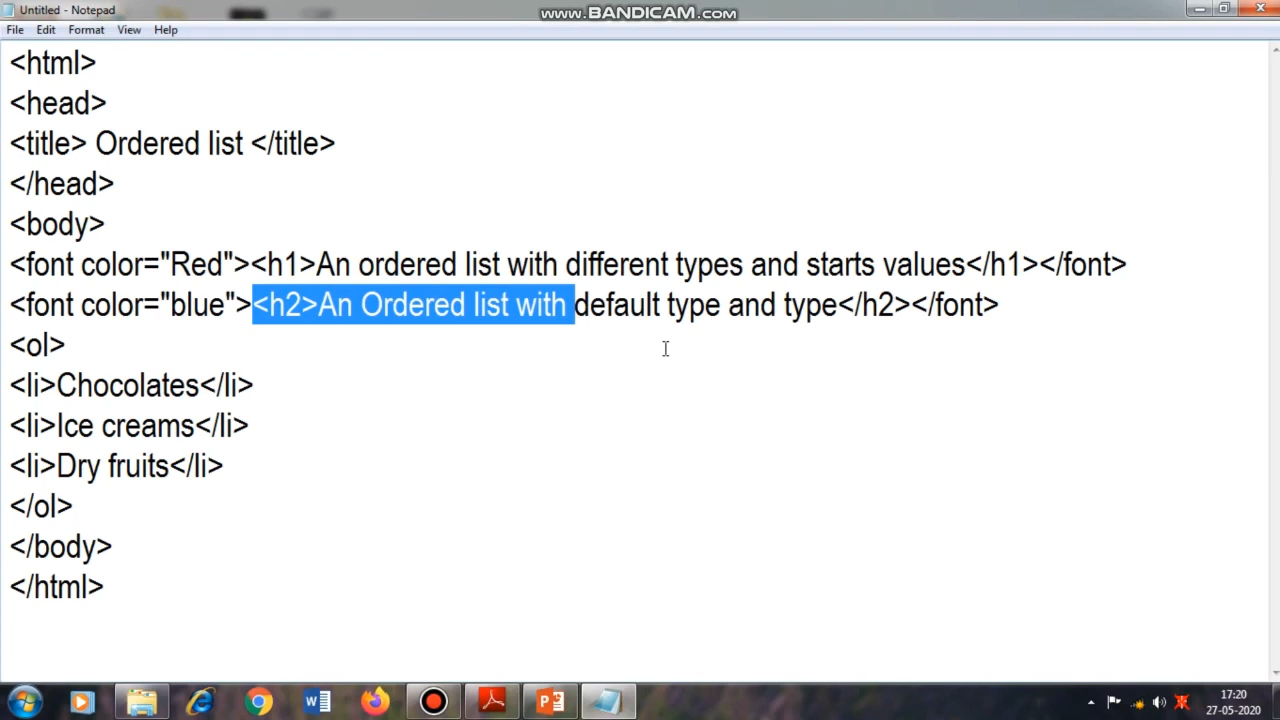 Untitled - Notepad
www.BANDICAM.com
File Edit Format View Help
<html>
<head>
<title> Ordered list </title>
</head>
<body>
<font color="Red"><h1>An ordered list with different types and starts values</h1></font>
<font color="blue"><h2>An Ordered list with default type and type</h2></font>
<ol>
<li>Chocolates</li>
<li>Ice creams</li>
<li>Dry fruits</li>
</ol>
</body>
</html>
17:20
27-05-2020